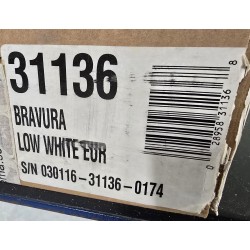 31136
BRAVURA
LOW WHITE EUR
S/N 030116-31136-0174
0 28958 31136 8